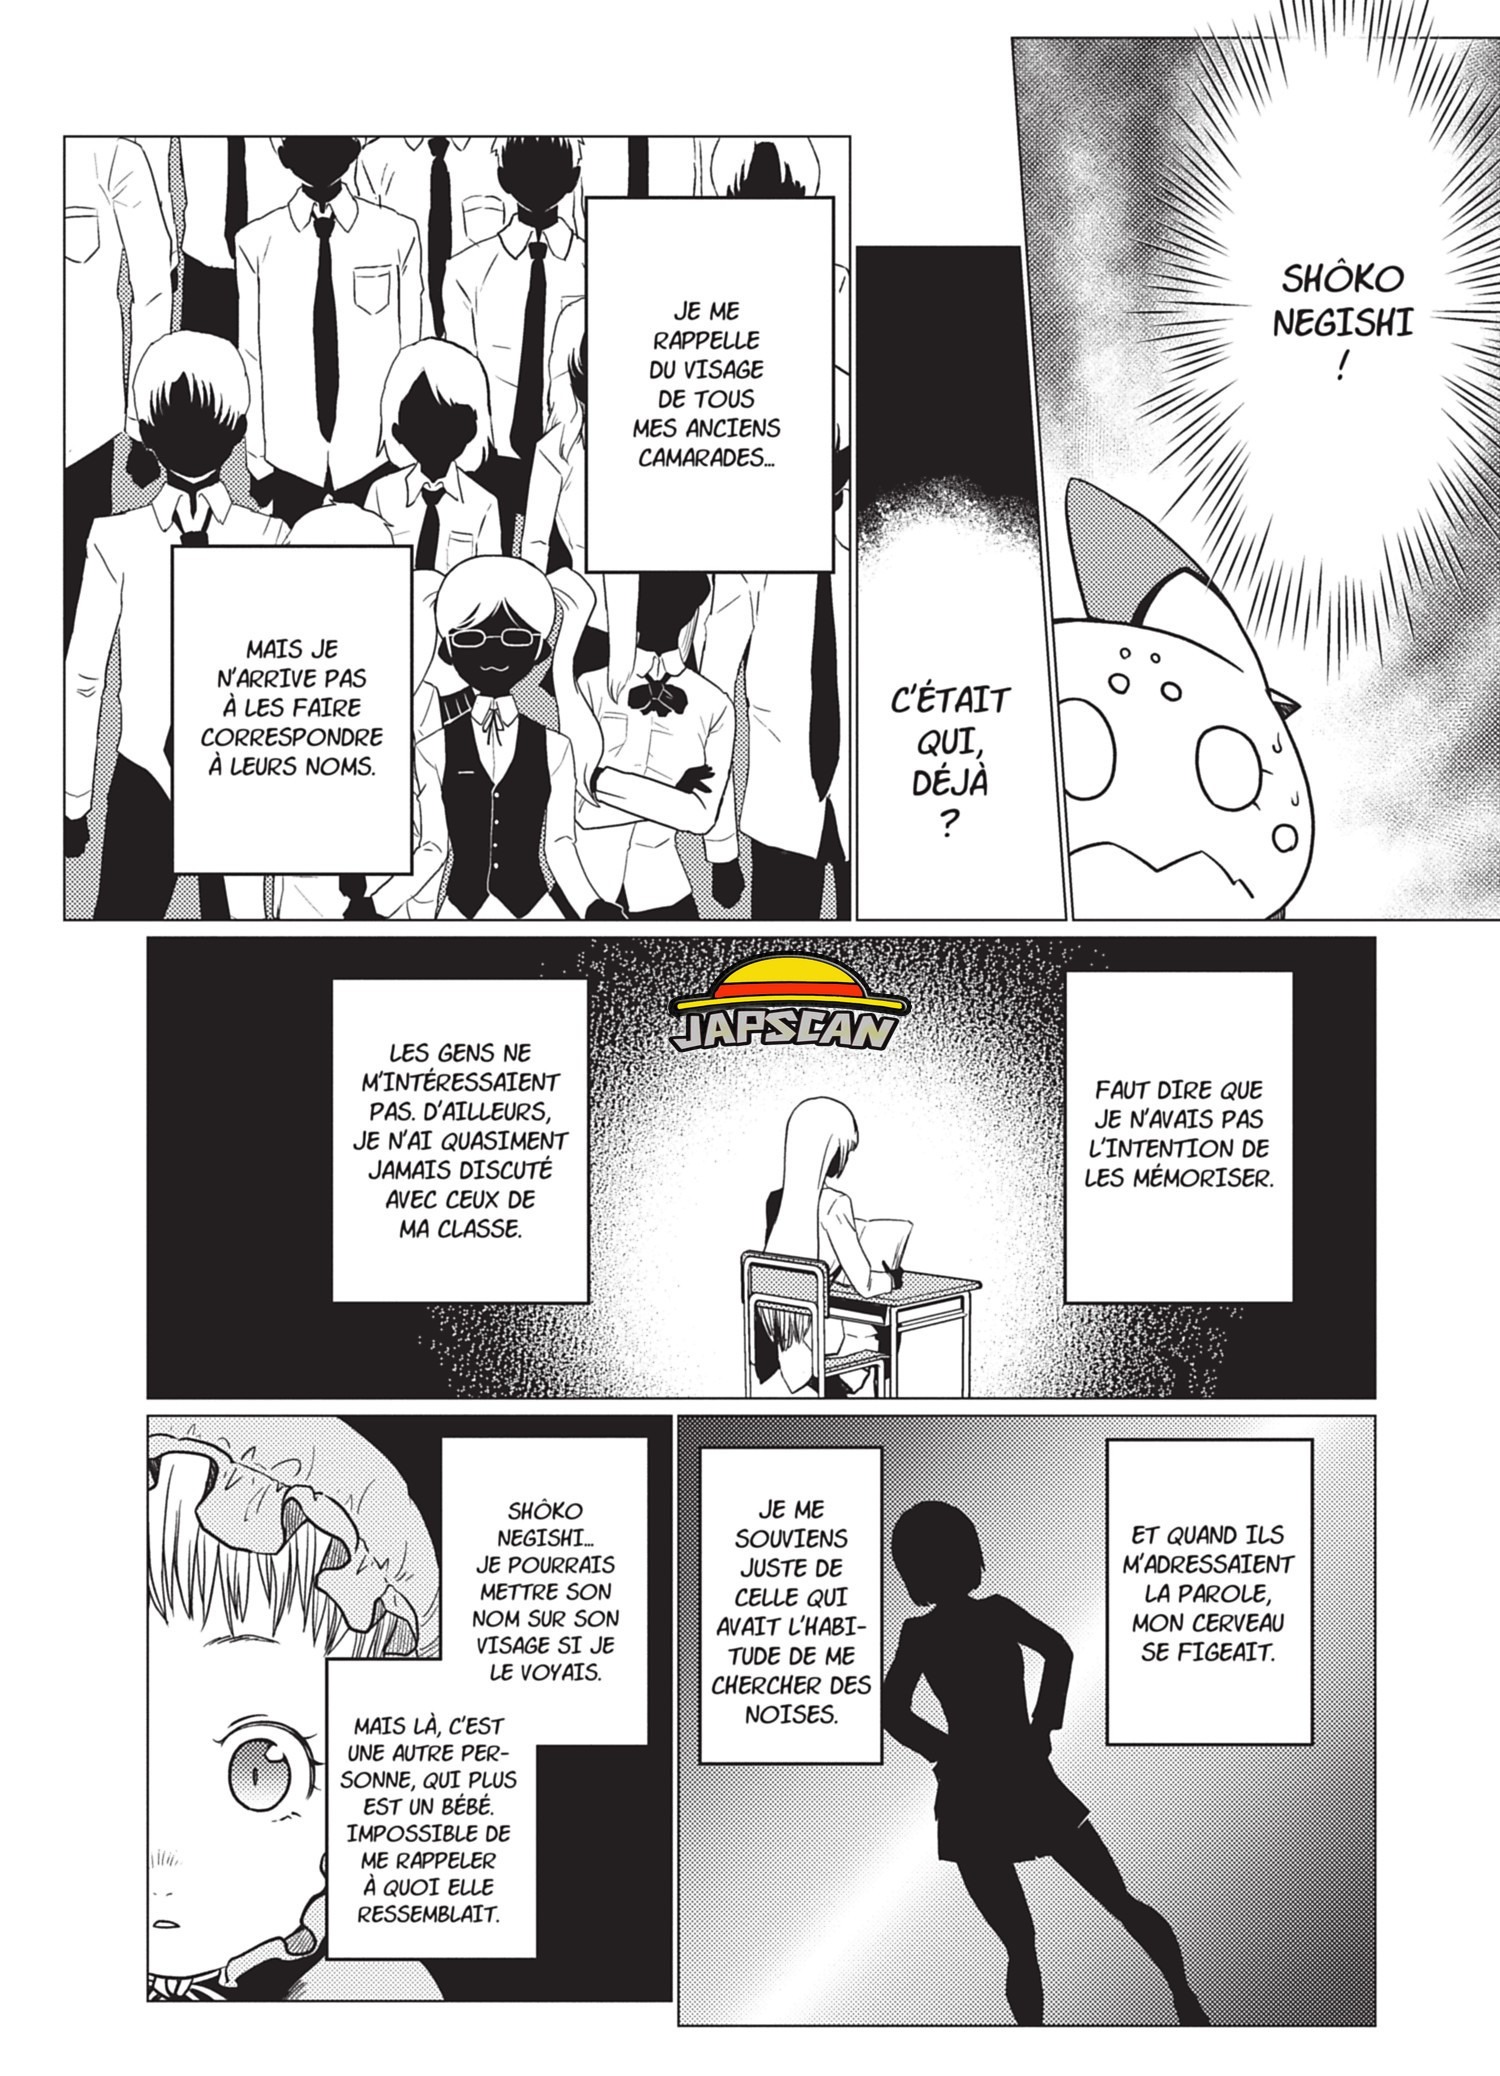 SHÔKO
NEGISHI
!
C'ÉTAIT
QUI,
DÉJÀ
?
JE ME
RAPPELLE
DU VISAGE
DE TOUS
MES ANCIENS
CAMARADES...
MAIS JE
N'ARRIVE PAS
À LES FAIRE
CORRESPONDRE
À LEURS NOMS.
FAUT DIRE QUE
JE N'AVAIS PAS
L'INTENTION DE
LES MÉMORISER.
JAPSCAN
LES GENS NE
M'INTÉRESSAIENT
PAS. D'AILLEURS,
JE N'AI QUASIMENT
JAMAIS DISCUTÉ
AVEC CEUX DE
MA CLASSE.
ET QUAND ILS
M'ADRESSAIENT
LA PAROLE,
MON CERVEAU
SE FIGEAIT.
JE ME
SOUVIENS
JUSTE DE
CELLE QUI
AVAIT L'HABI-
TUDE DE ME
CHERCHER DES
NOISES.
SHÔKO
NEGISHI...
JE POURRAIS
METTRE SON
NOM SUR SON
VISAGE SI JE
LE VOYAIS.
MAIS LÀ, C'EST
UNE AUTRE PER-
SONNE, QUI PLUS
EST UN BÉBÉ.
IMPOSSIBLE DE
ME RAPPELER
À QUOI ELLE
RESSEMBLAIT.